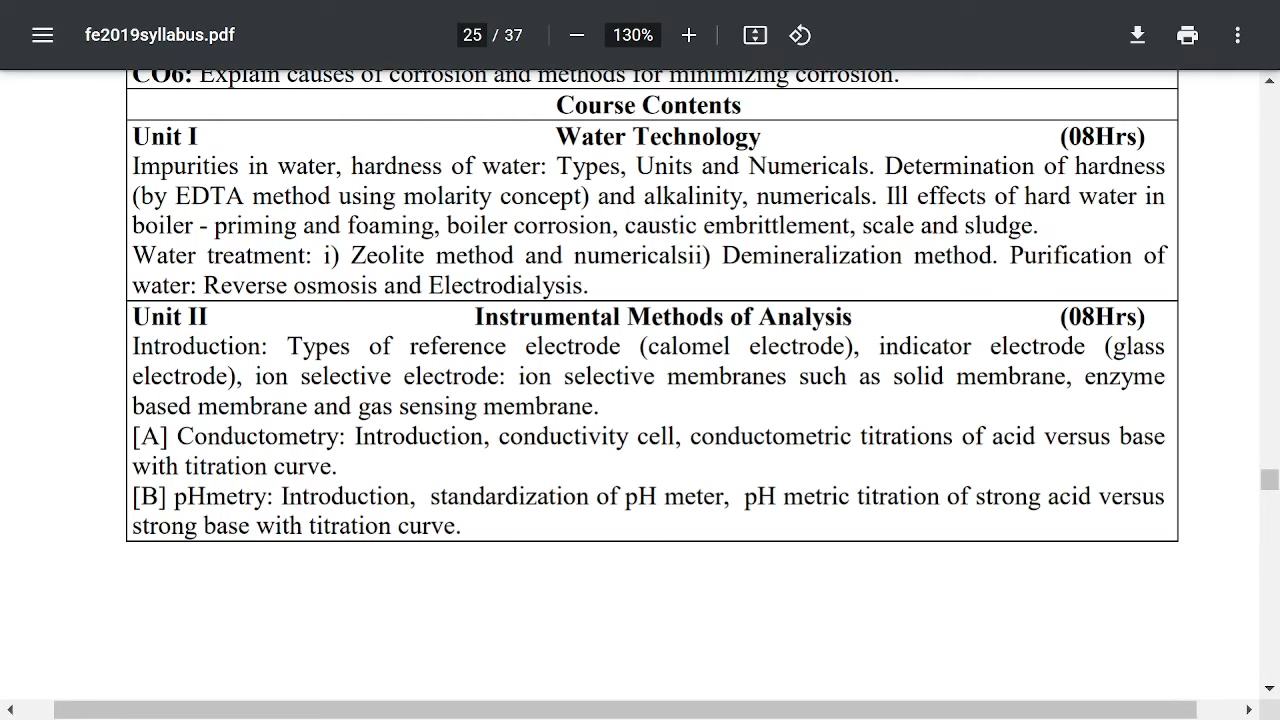 fe2019syllabus.pdf 25 / 37 130%
CO6: Explain causes of corrosion and methods for minimizing corrosion.
Course Contents
Unit I Water Technology (08Hrs)
Impurities in water, hardness of water: Types, Units and Numericals. Determination of hardness
(by EDTA method using molarity concept) and alkalinity, numericals. Ill effects of hard water in
boiler - priming and foaming, boiler corrosion, caustic embrittlement, scale and sludge.
Water treatment: i) Zeolite method and numericalsii) Demineralization method. Purification of
water: Reverse osmosis and Electrodialysis.
Unit II Instrumental Methods of Analysis (08Hrs)
Introduction: Types of reference electrode (calomel electrode), indicator electrode (glass
electrode), ion selective electrode: ion selective membranes such as solid membrane, enzyme
based membrane and gas sensing membrane.
[A] Conductometry: Introduction, conductivity cell, conductometric titrations of acid versus base
with titration curve.
[B] pHmetry: Introduction, standardization of pH meter, pH metric titration of strong acid versus
strong base with titration curve.